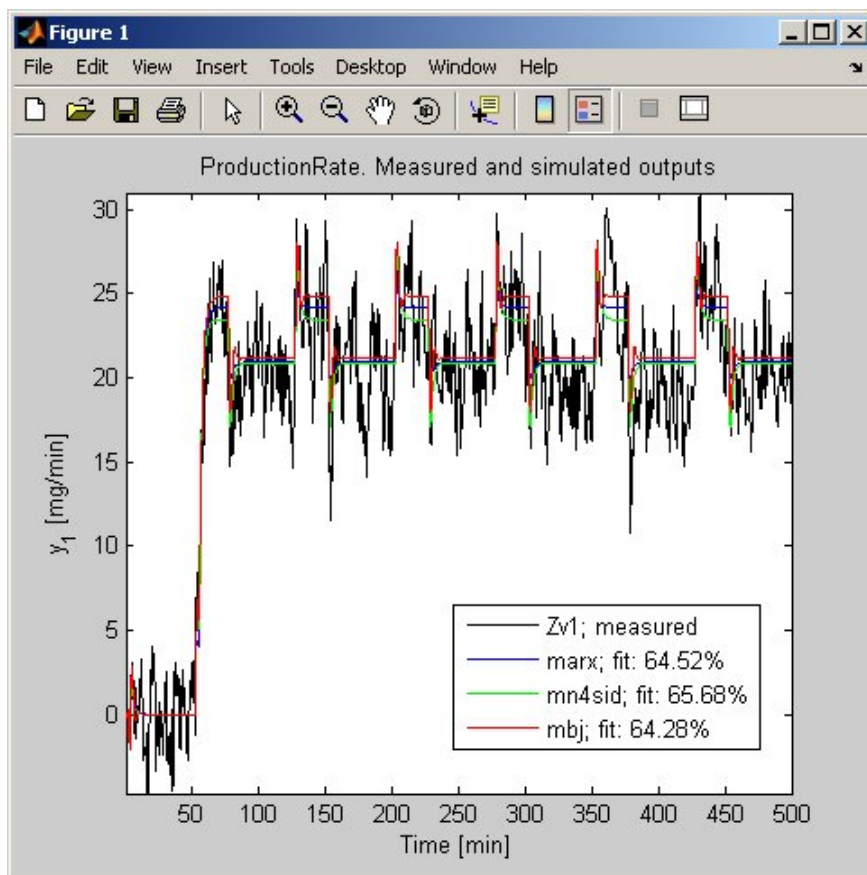 Figure 1
File Edit View Insert Tools Desktop Window Help
ProductionRate. Measured and simulated outputs
30
25
20
15
10
5
0
y1 [mg/min]
Zv1; measured
marx; fit: 64.52%
mn4sid; fit: 65.68%
mbj; fit: 64.28%
50 100 150 200 250 300 350 400 450 500
Time [min]